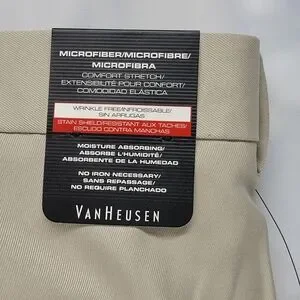 MICROFIBER/MICROFIBRE/
MICROFIBRA
COMFORT STRETCH/
EXTENSIBILITÉ POUR CONFORT/
COMODIDAD ELÁSTICA
WRINKLE FREE/INFROISSABLE/
SIN ARRUGAS
STAIN SHIELD/RESISTANT AUX TACHES/
ESCUDO CONTRA MANCHAS
MOISTURE ABSORBING/
ABSORBE L'HUMIDITÉ/
ABSORBENTE DE LA HUMEDAD
NO IRON NECESSARY/
SANS REPASSAGE/
NO REQUIRE PLANCHADO
VANHEUSEN